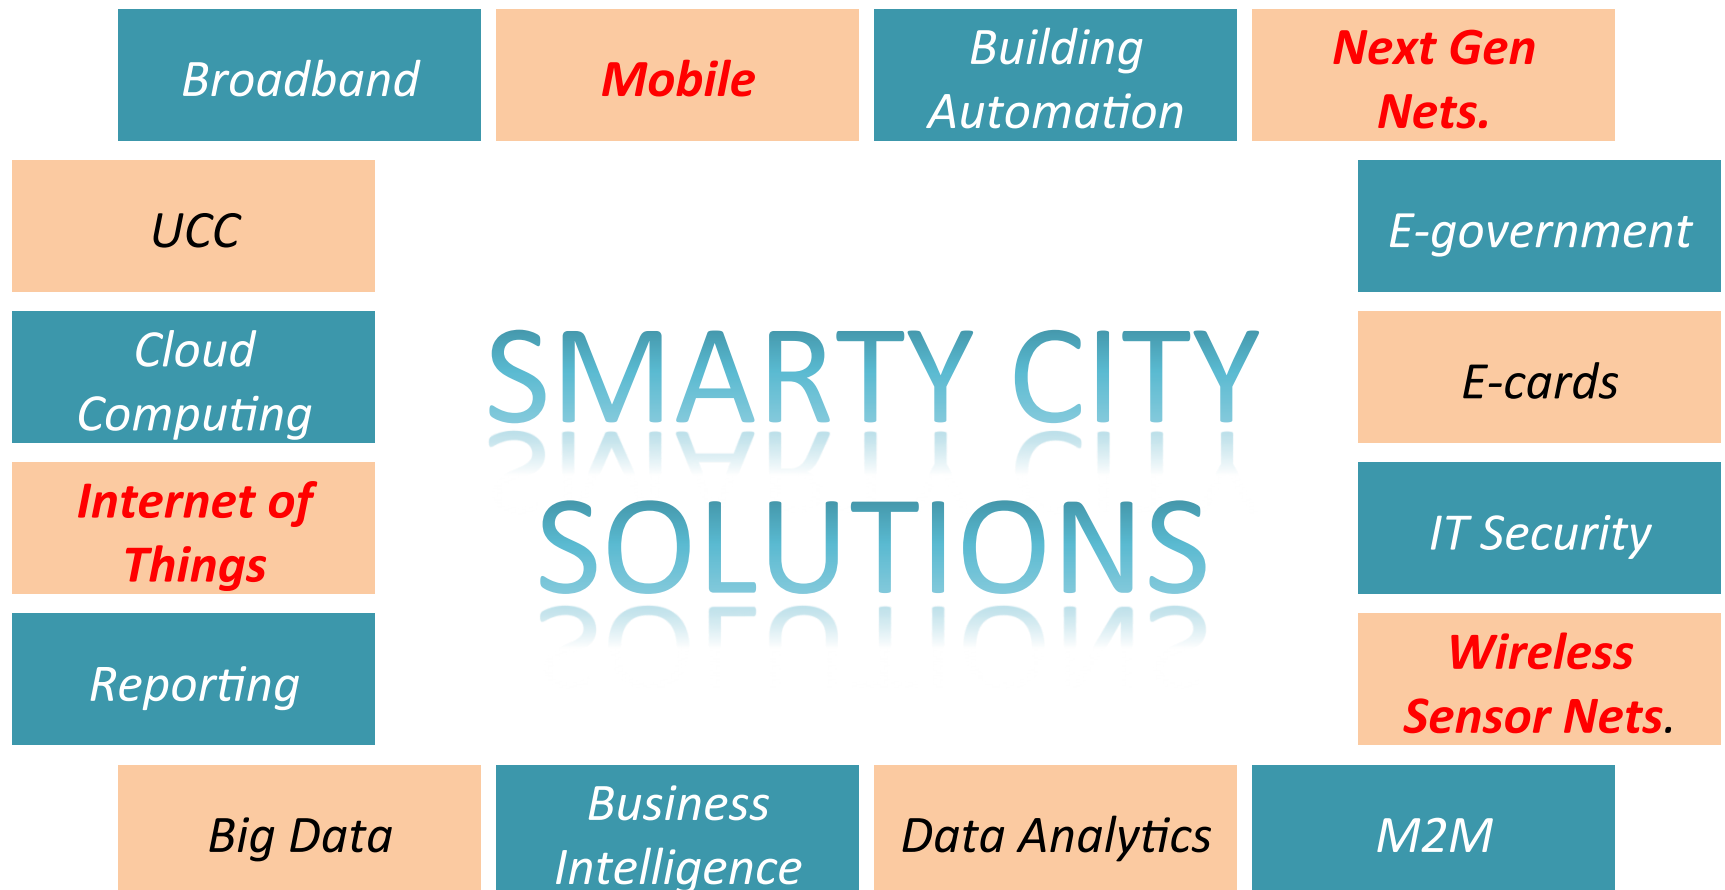 Broadband
Mobile
Building
Automation
Next Gen
Nets.
UCC
E-government
Cloud
Computing
SMARTY CITY
E-cards
Internet of
Things
SOLUTIONS
IT Security
Reporting
Wireless
Sensor Nets.
Big Data
Business
Intelligence
Data Analytics
M2M